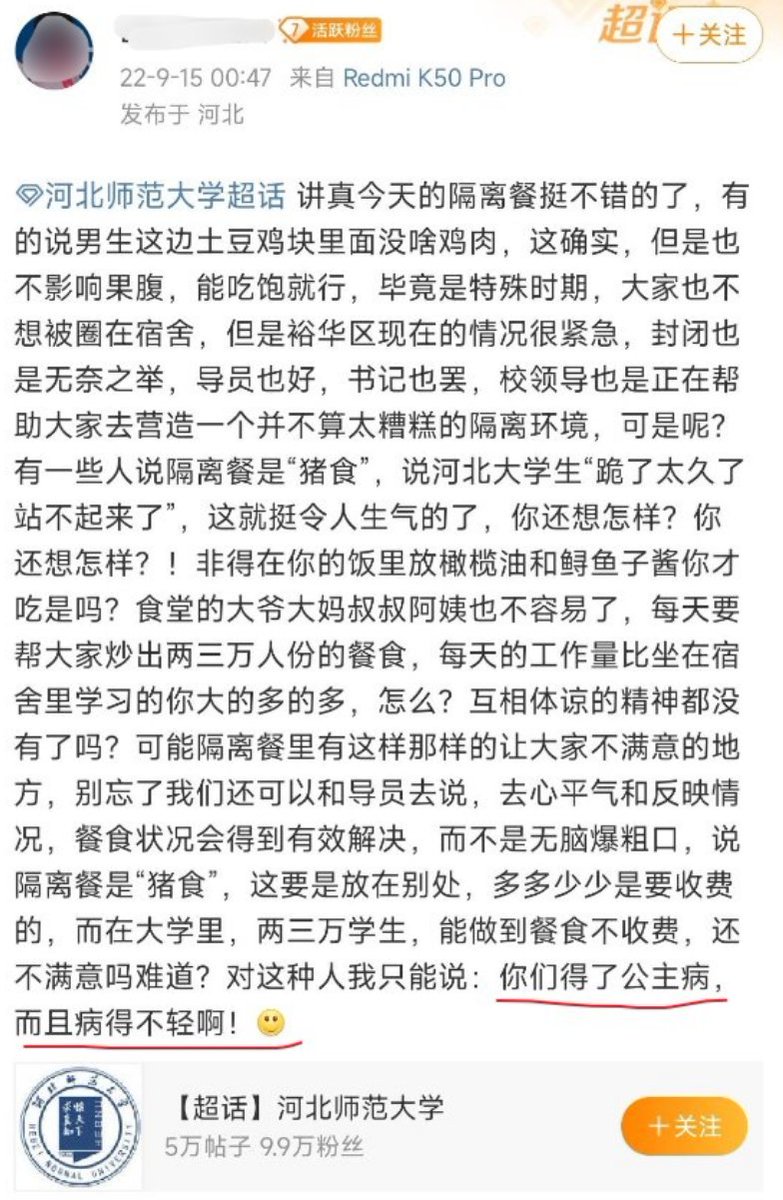 7 活跃粉丝
超话
+关注
22-9-15 00:47 来自 Redmi K50 Pro
发布于 河北
河北师范大学超话 讲真今天的隔离餐挺不错的了，有
的说男生这边土豆鸡块里面没啥鸡肉，这确实，但是也
不影响果腹，能吃饱就行，毕竟是特殊时期，大家也不
想被圈在宿舍，但是裕华区现在的情况很紧急，封闭也
是无奈之举，导员也好，书记也罢，校领导也是正在帮
助大家去营造一个并不算太糟糕的隔离环境，可是呢？
有一些人说隔离餐是“猪食”，说河北大学生“跪了太久了
站不起来了”，这就挺令人生气的了，你还想怎样？你
还想怎样？！非得在你的饭里放橄榄油和鲟鱼子酱你才
吃是吗？食堂的大爷大妈叔叔阿姨也不容易了，每天要
帮大家炒出两三万人份的餐食，每天的工作量比坐在宿
舍里学习的你大的多的多，怎么？互相体谅的精神都没
有了吗？可能隔离餐里有这样那样的让大家不满意的地
方，别忘了我们还可以和导员去说，去心平气和反映情
况，餐食状况会得到有效解决，而不是无脑爆粗口，说
隔离餐是“猪食”，这要是放在别处，多多少少是要收费
的，而在大学里，两三万学生，能做到餐食不收费，还
不满意吗难道？对这种人我只能说：你们得了公主病，
而且病得不轻啊！🙂
【超话】河北师范大学
5万帖子 9.9万粉丝
+关注
HEBEI NORMAL UNIVERSITY